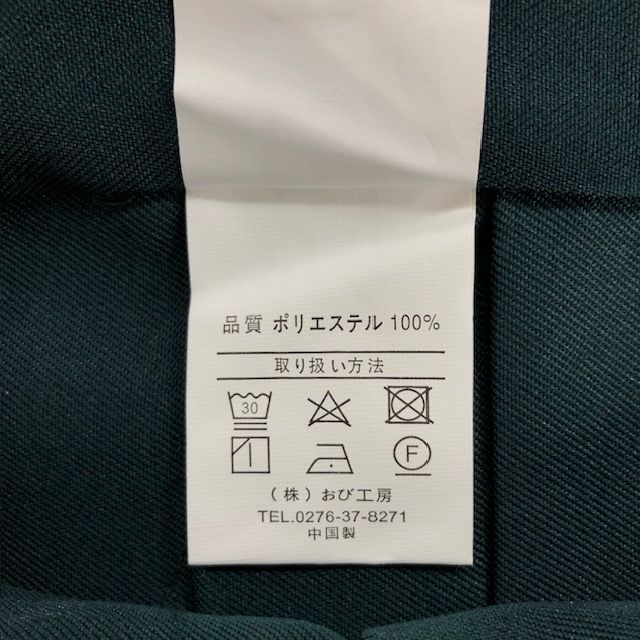 品質 ポリエステル 100%
取り扱い方法
30
F
(株)おび工房
TEL.0276-37-8271
中国製